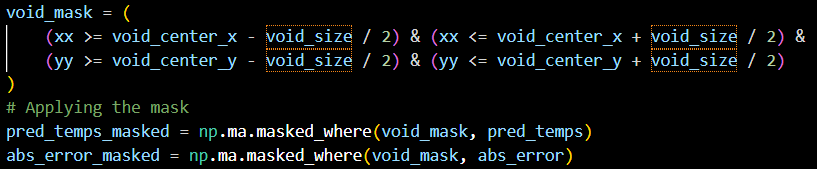 void_mask = (
    (xx >= void_center_x - void_size / 2) & (xx <= void_center_x + void_size / 2) &
    (yy >= void_center_y - void_size / 2) & (yy <= void_center_y + void_size / 2)
)
# Applying the mask
pred_temps_masked = np.ma.masked_where(void_mask, pred_temps)
abs_error_masked = np.ma.masked_where(void_mask, abs_error)